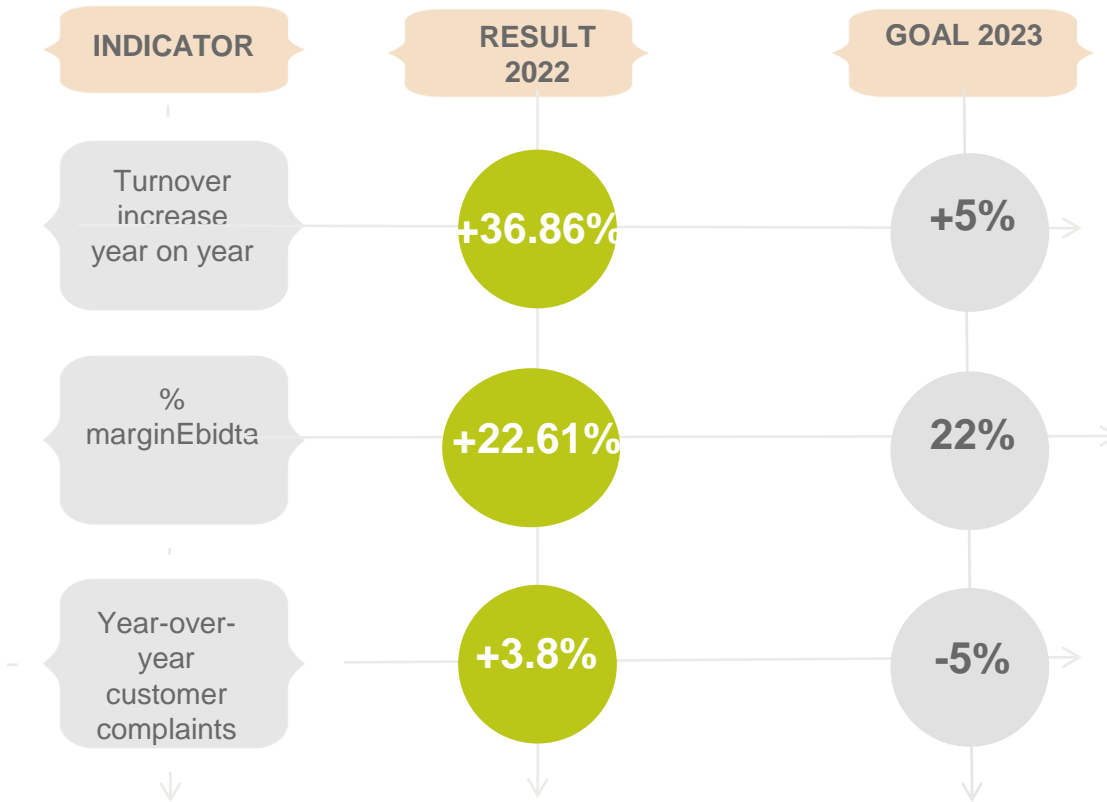 INDICATOR
RESULT
2022
GOAL 2023
Turnover
increase
year on year
+36.86%
+5%
%
marginEbidta
+22.61%
22%
Year-over-
year
customer
complaints
+3.8%
-5%